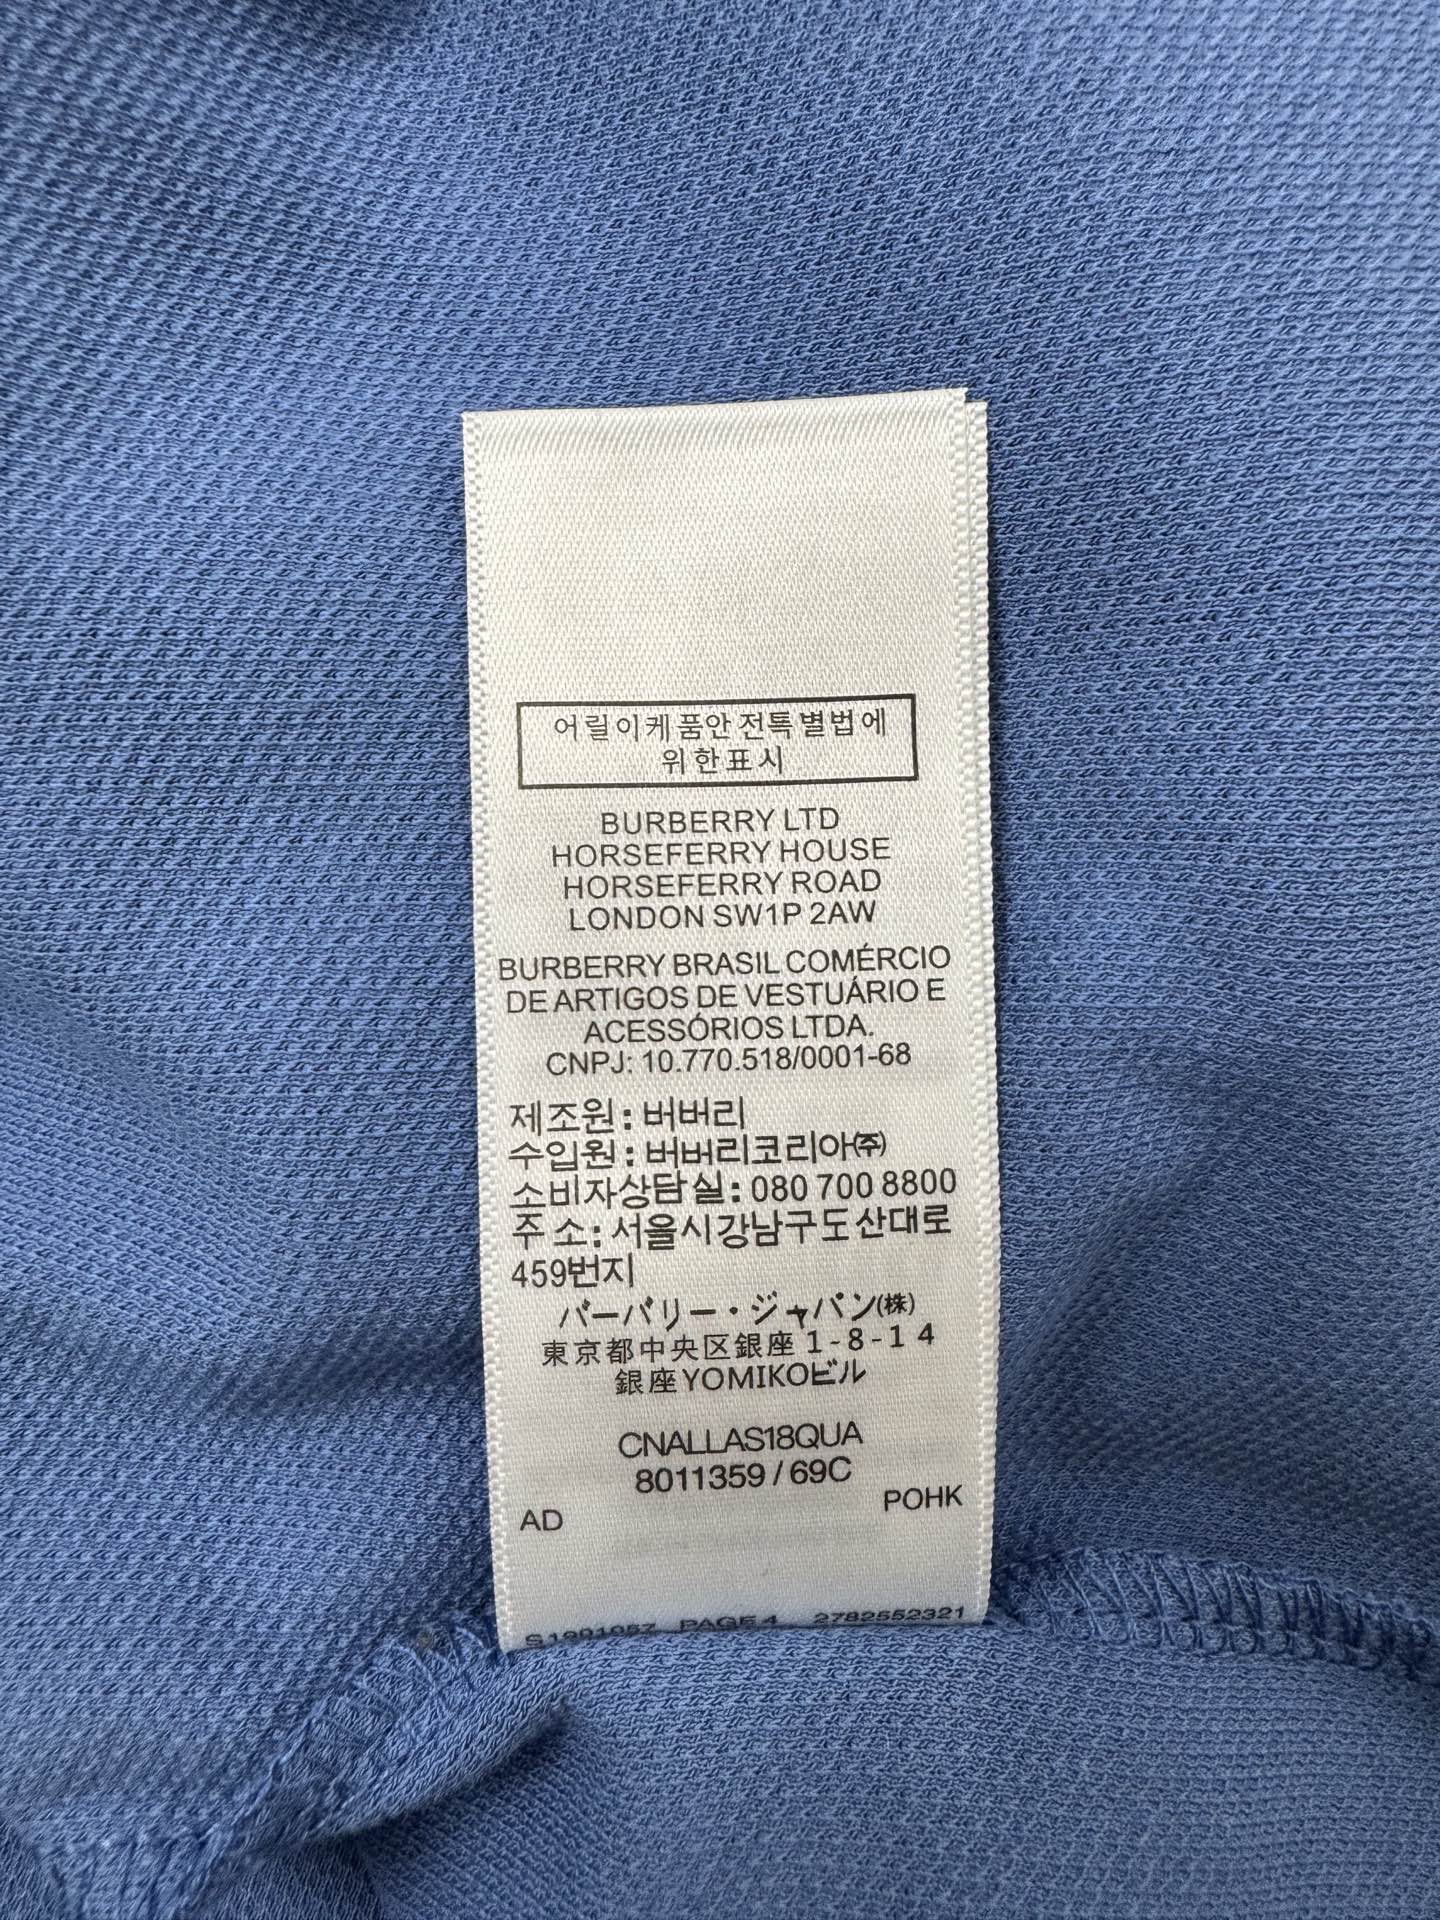 어릴이케품안전특별법에
위한표시
BURBERRY LTD
HORSEFERRY HOUSE
HORSEFERRY ROAD
LONDON SW1P 2AW
BURBERRY BRASIL COMÉRCIO
DE ARTIGOS DE VESTUÁRIO E
ACESSÓRIOS LTDA.
CNPJ: 10.770.518/0001-68
제조원 : 버버리
수입원 : 버버리코리아㈜
소비자상담실 : 080 700 8800
주 소 : 서울시강남구도산대로
459번지
バーバリー・ジャパン(株)
東京都中央区銀座 1-8-14
銀座YOMIKOビル
CNALLAS18QUA
8011359 / 69C
AD
POHK
PAGE 4 2782552321